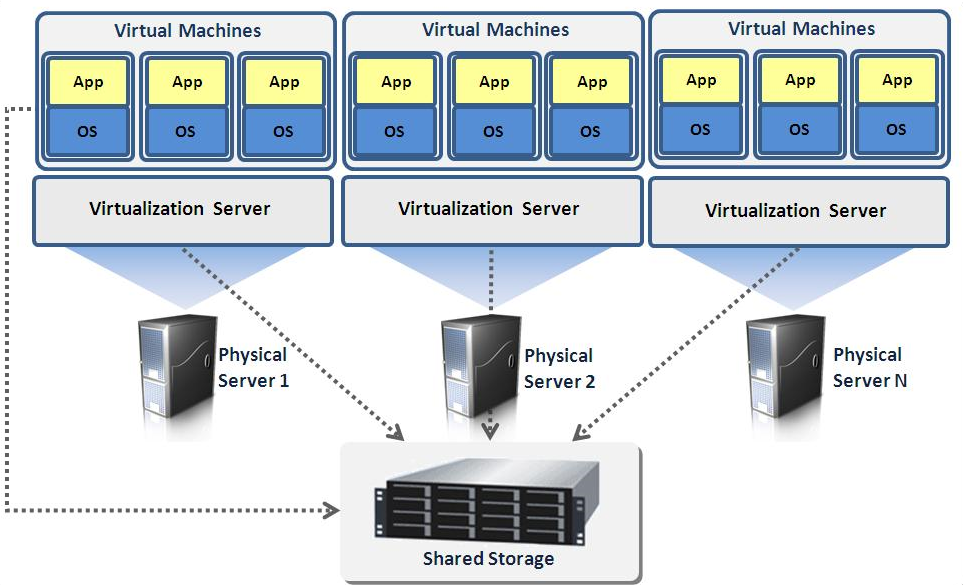 Virtual Machines
Virtual Machines
Virtual Machines
App
App
App
App
App
App
App
App
App
OS
OS
OS
OS
OS
OS
OS
OS
OS
Virtualization Server
Virtualization Server
Virtualization Server
Physical
Server 1
Physical
Server 2
Physical
Server N
Shared Storage